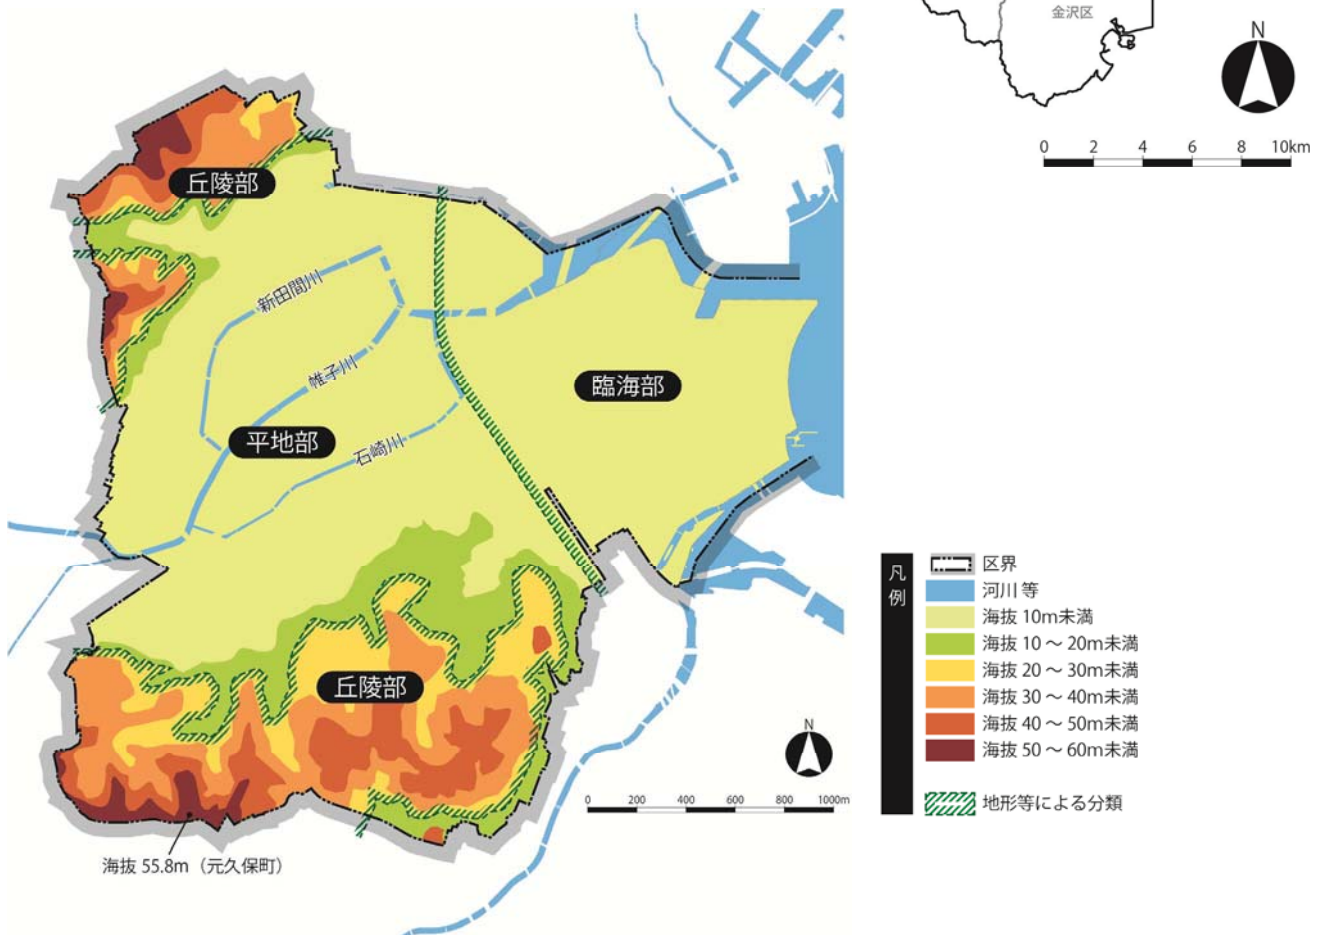 金沢区
N
0 2 4 6 8 10km
丘陵部
新田間川
帷子川
臨海部
平地部
石崎川
丘陵部
N
0 200 400 600 800 1000m
海抜 55.8m（元久保町）
凡例
区界
河川 等
海抜 10m未満
海抜 10 ～ 20m未満
海抜 20 ～ 30m未満
海抜 30 ～ 40m未満
海抜 40 ～ 50m未満
海抜 50 ～ 60m未満
地形等による分類